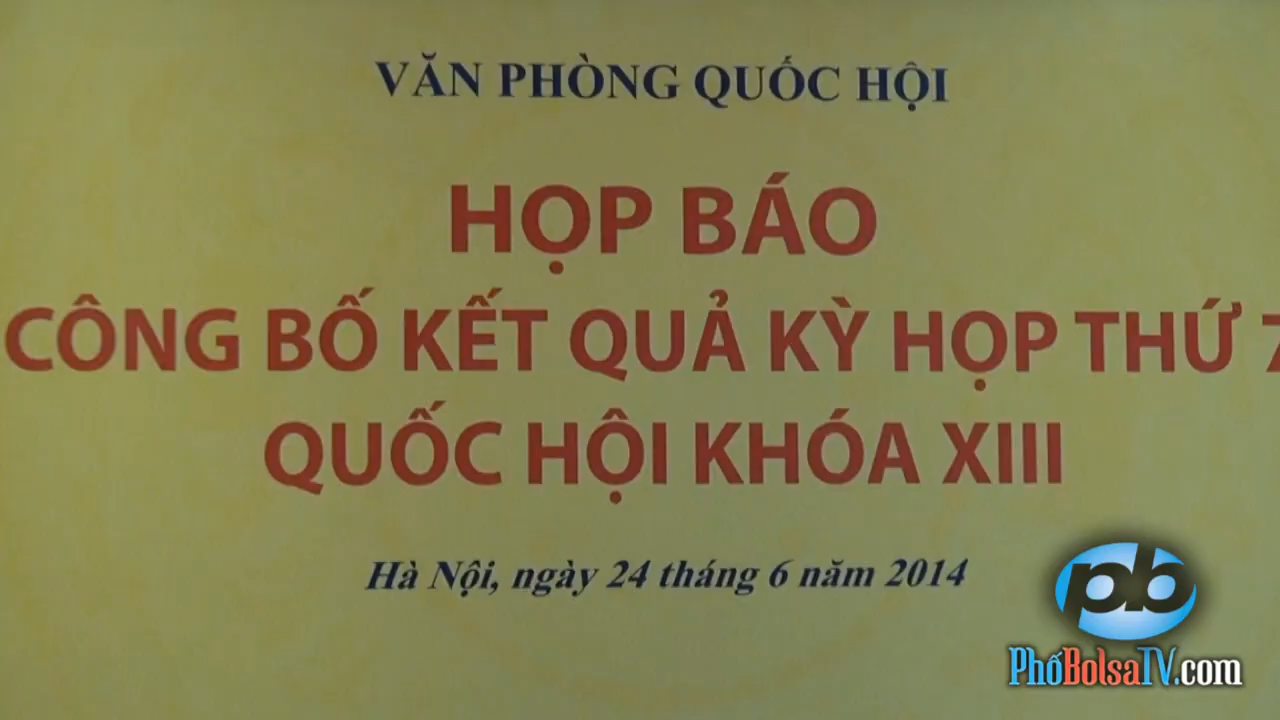 VĂN PHÒNG QUỐC HỘI
HỌP BÁO
CÔNG BỐ KẾT QUẢ KỲ HỌP THỨ 7
QUỐC HỘI KHÓA XIII
Hà Nội, ngày 24 tháng 6 năm 2014
pb
PhốBolsaTV.com